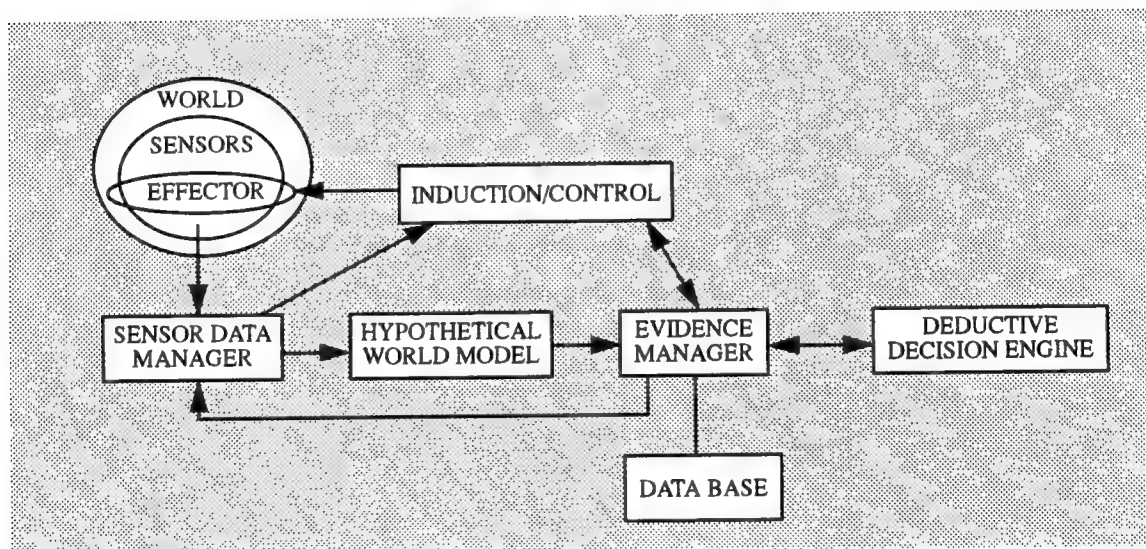 WORLD
SENSORS
EFFECTOR
INDUCTION/CONTROL
SENSOR DATA
MANAGER
HYPOTHETICAL
WORLD MODEL
EVIDENCE
MANAGER
DEDUCTIVE
DECISION ENGINE
DATA BASE